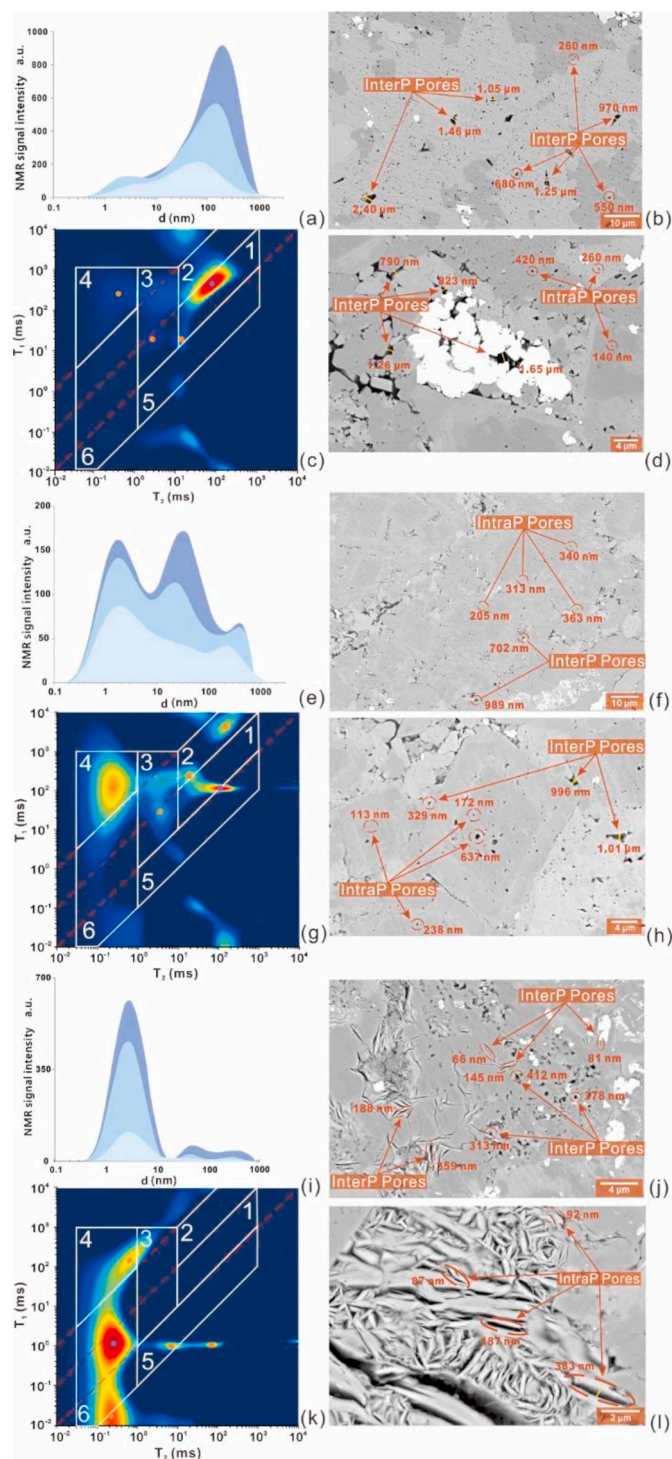 1000
800
600
400
200
0
NMR signal intensity a.u.
0.1 1 10 100 1000
d (nm)
(a)
260 nm
InterP Pores
1.05 μm
970 nm
1.46 μm
InterP Pores
680 nm
1.25 μm
2.40 μm
550 nm
10 μm
(b)
10⁴
10³
10²
10¹
10⁰
10⁻¹
10⁻²
T₁ (ms)
4 3 2 1
5
6
10⁻² 10⁻¹ 10⁰ 10¹ 10² 10³ 10⁴
T₂ (ms)
(c)
790 nm
420 nm
260 nm
823 nm
InterP Pores
IntraP Pores
140 nm
1.26 μm
1.65 μm
4 μm
(d)
200
150
100
50
0
NMR signal intensity a.u.
0.1 1 10 100 1000
d (nm)
(e)
IntraP Pores
340 nm
313 nm
205 nm
363 nm
702 nm
InterP Pores
989 nm
10 μm
(f)
10⁴
10³
10²
10¹
10⁰
10⁻¹
10⁻²
T₁ (ms)
4 3 2 1
5
6
10⁻² 10⁻¹ 10⁰ 10¹ 10² 10³ 10⁴
T₂ (ms)
(g)
InterP Pores
996 nm
113 nm
329 nm
172 nm
637 nm
1.01 μm
IntraP Pores
238 nm
4 μm
(h)
700
350
0
NMR signal intensity a.u.
0.1 1 10 100 1000
d (nm)
(i)
InterP Pores
66 nm
81 nm
145 nm
412 nm
378 nm
188 nm
313 nm
InterP Pores
359 nm
InterP Pores
4 μm
(j)
10⁴
10³
10²
10¹
10⁰
10⁻¹
10⁻²
T₁ (ms)
4 3 2 1
5
6
10⁻² 10⁻¹ 10⁰ 10¹ 10² 10³ 10⁴
T₂ (ms)
(k)
92 nm
87 nm
IntraP Pores
187 nm
383 nm
2 μm
(l)